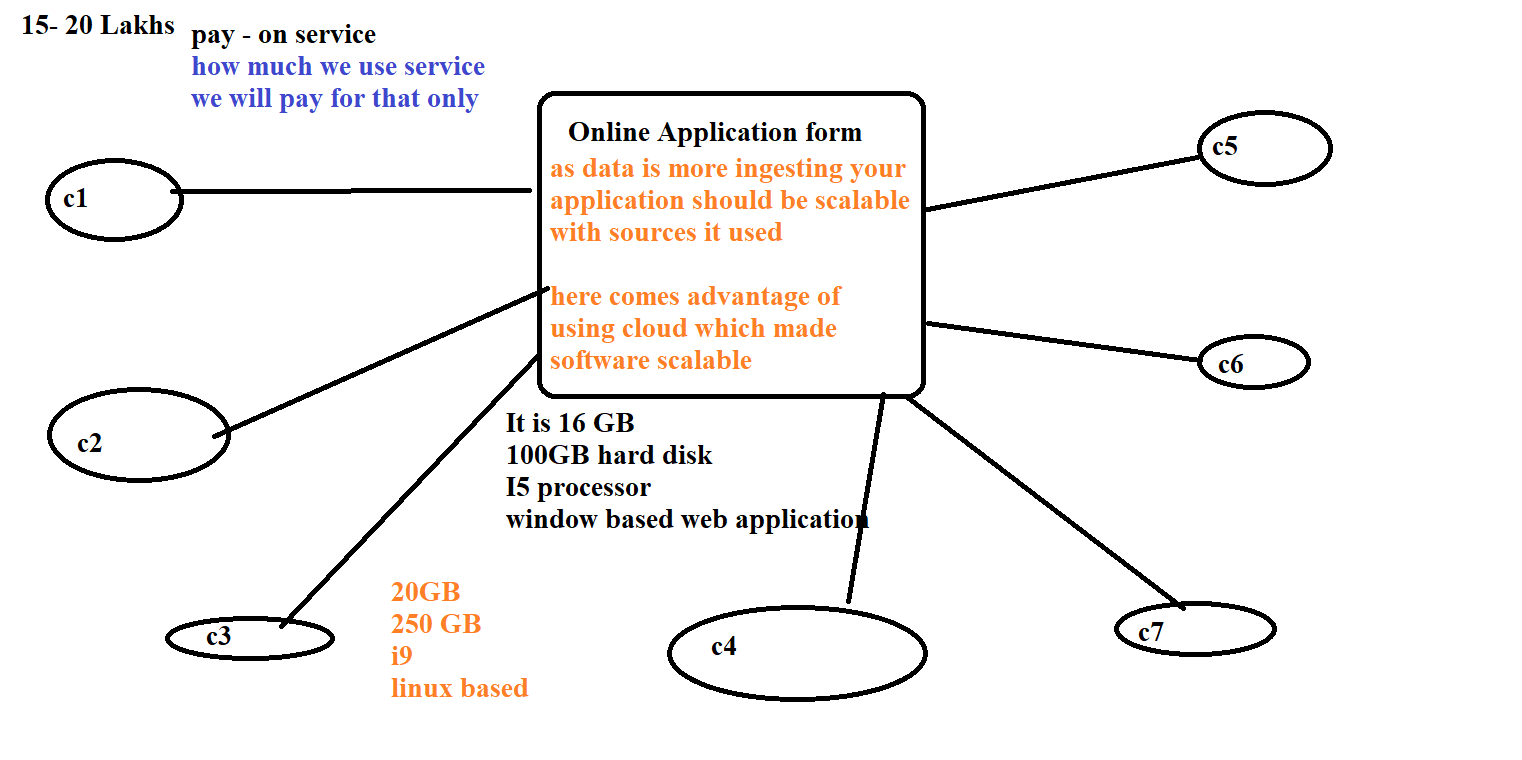 15- 20 Lakhs
pay - on service
how much we use service
we will pay for that only
Online Application form
as data is more ingesting your
application should be scalable
with sources it used
here comes advantage of
using cloud which made
software scalable
c1
c2
c3
c4
c5
c6
c7
It is 16 GB
100GB hard disk
I5 processor
window based web application
20GB
250 GB
i9
linux based